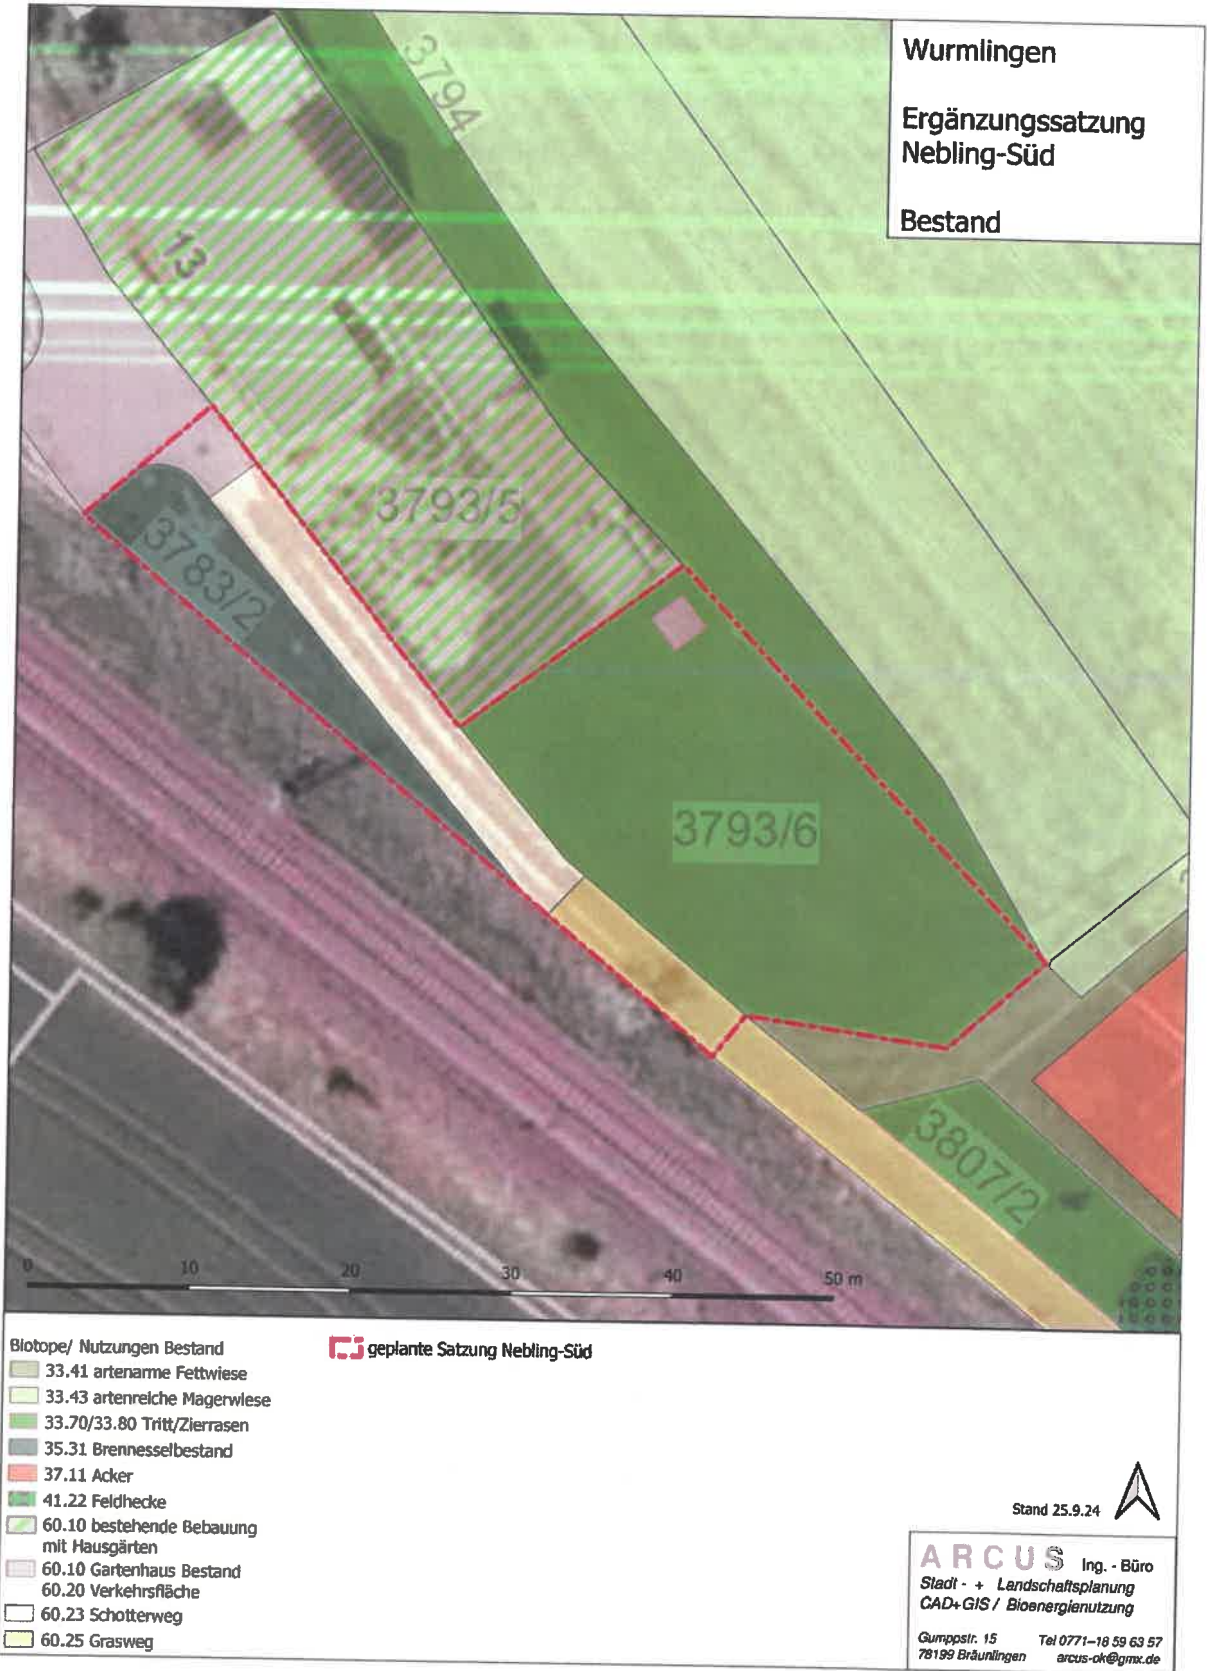 Wurmlingen
Ergänzungssatzung
Nebling-Süd
Bestand
3794
13
3793/5
3783/2
3793/6
3807/2
0 10 20 30 40 50 m
Biotope/ Nutzungen Bestand
33.41 artenarme Fettwiese
33.43 artenreiche Magerwiese
33.70/33.80 Tritt/Zierrasen
35.31 Brennesselbestand
37.11 Acker
41.22 Feldhecke
60.10 bestehende Bebauung
mit Hausgärten
60.10 Gartenhaus Bestand
60.20 Verkehrsfläche
60.23 Schotterweg
60.25 Grasweg
geplante Satzung Nebling-Süd
Stand 25.9.24
ARCUS Ing. - Büro
Stadt - + Landschaftsplanung
CAD+GIS / Bioenergienutzung
Gumppstr. 15 Tel 0771-18 59 63 57
78199 Bräunlingen arcus-ok@gmx.de